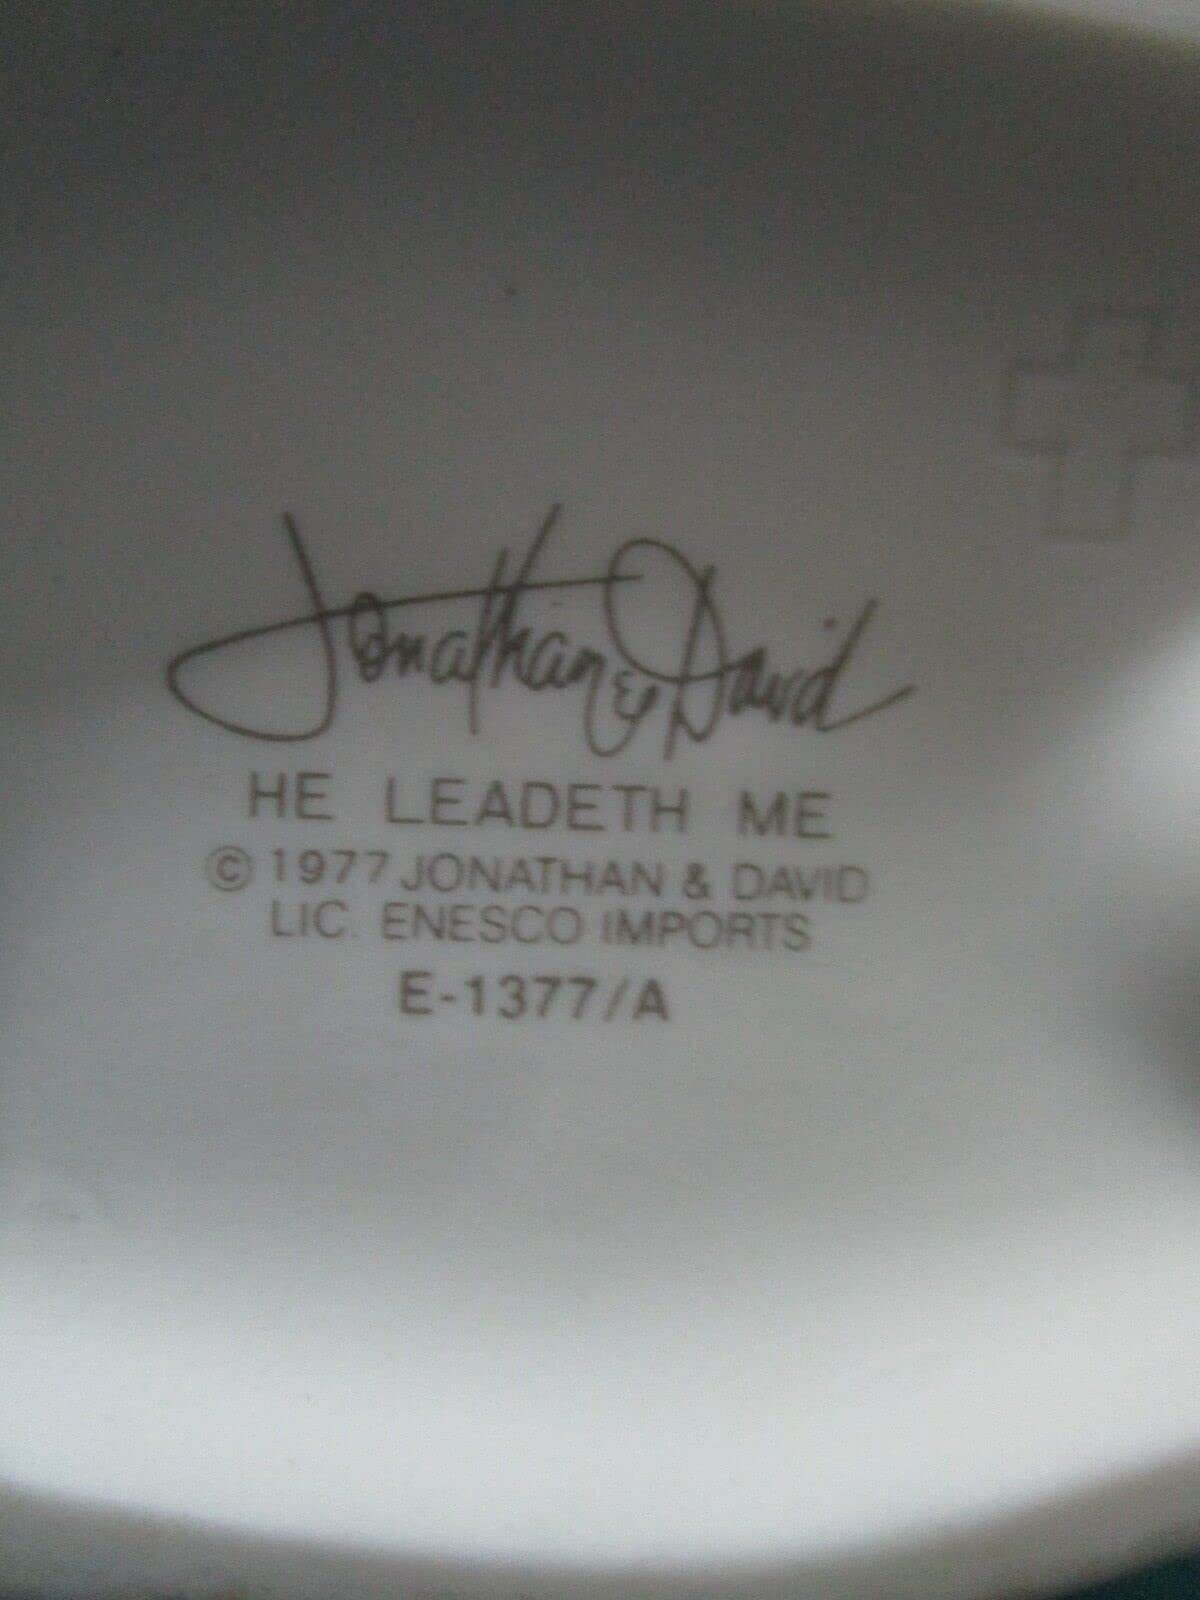 Jonathan & David
HE LEADETH ME
© 1977 JONATHAN & DAVID
LIC. ENESCO IMPORTS
E-1377/A